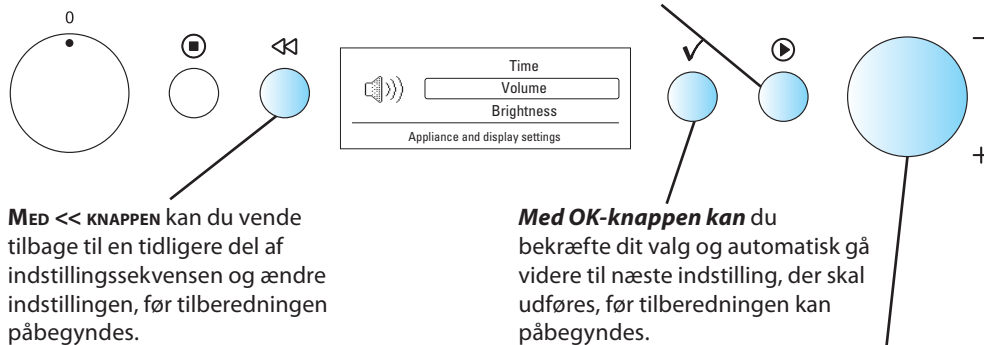 0
Time
Volume
Brightness
Appliance and display settings
−
+
MED << KNAPPEN kan du vende
tilbage til en tidligere del af
indstillingssekvensen og ændre
indstillingen, før tilberedningen
påbegyndes.
Med OK-knappen kan du
bekræfte dit valg og automatisk gå
videre til næste indstilling, der skal
udføres, før tilberedningen kan
påbegyndes.